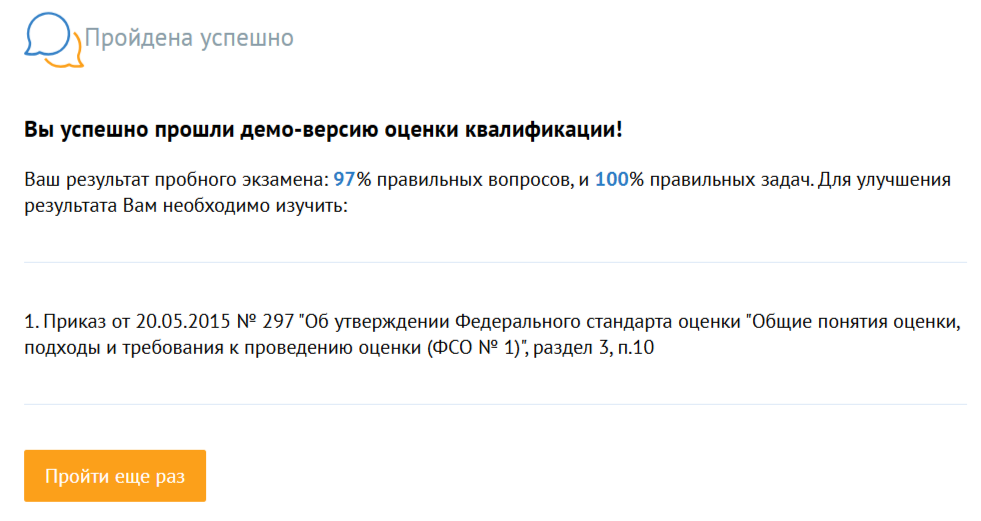 Пройдена успешно
Вы успешно прошли демо-версию оценки квалификации!
Ваш результат пробного экзамена: 97% правильных вопросов, и 100% правильных задач. Для улучшения
результата Вам необходимо изучить:
1. Приказ от 20.05.2015 № 297 "Об утверждении Федерального стандарта оценки "Общие понятия оценки,
подходы и требования к проведению оценки (ФСО № 1)", раздел 3, п.10
Пройти еще раз